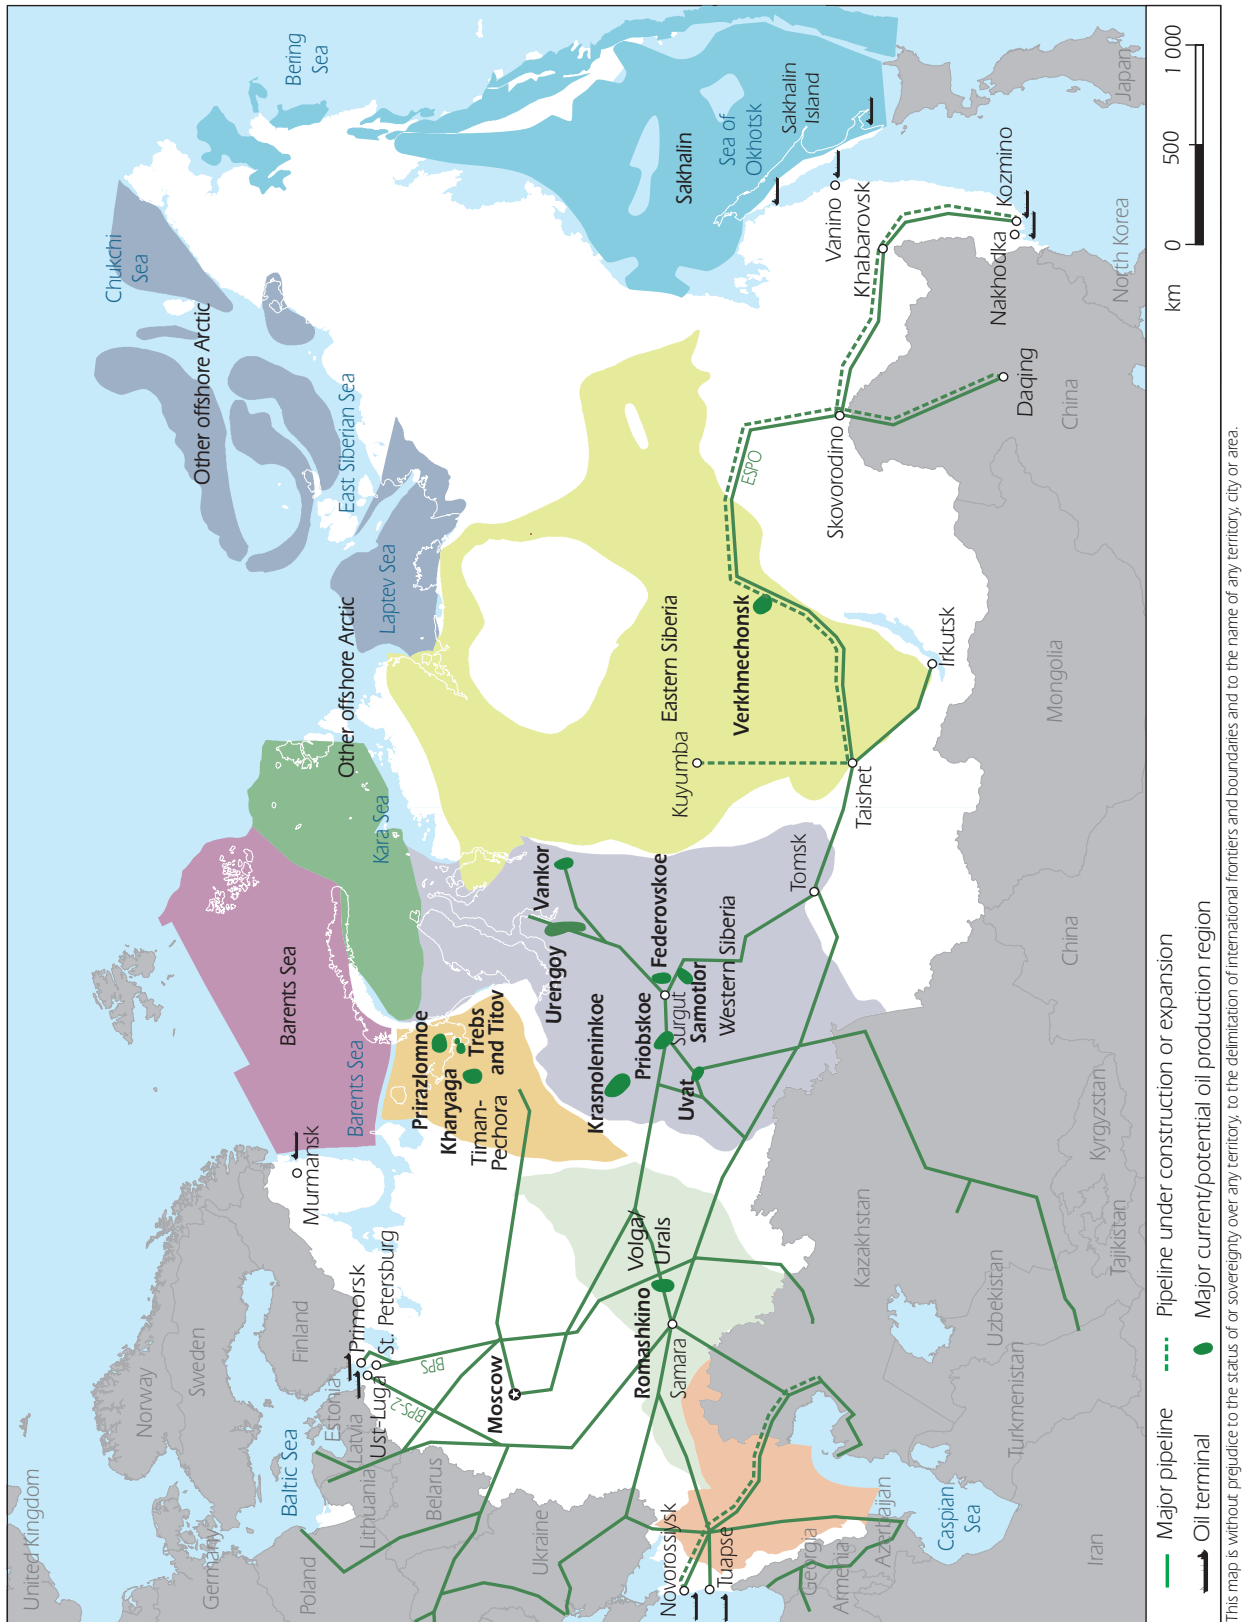 Bering
Sea
Chukchi
Sea
Other offshore Arctic
East Siberian Sea
Laptev Sea
Other offshore Arctic
Kara Sea
Barents Sea
Barents Sea
Murmansk
Norway
Sweden
Finland
United Kingdom
Germany
Poland
Baltic Sea
Estonia
Latvia
Lithuania
Belarus
Ukraine
Primorsk
St. Petersburg
Ust-Luga
BPS
BPS-2
Moscow
Prirazlomnoe
Kharyaga
Trebs
and Titov
Timan-
Pechora
Volga/
Urals
Romashkino
Samara
Novorossiysk
Tuapse
Georgia
Armenia
Azerbaijan
Caspian
Sea
Iran
Turkmenistan
Uzbekistan
Kazakhstan
Tajikistan
Kyrgyzstan
Urengoy
Vankor
Krasnoleninkoe
Priobskoe
Surgut
Federovskoe
Samotlor
Uvat
Western Siberia
Tomsk
Kuyumba
Eastern Siberia
Verkhnechonsk
Taishet
Irkutsk
ESPO
Skovorodino
Daqing
Khabarovsk
Vanino
Nakhodka
Kozmino
Sakhalin
Sea of
Okhotsk
Sakhalin
Island
Japan
North Korea
China
Mongolia
China
Major pipeline
Pipeline under construction or expansion
Oil terminal
Major current/potential oil production region
km
0
500
1 000
This map is without prejudice to the status of or sovereignty over any territory, to the delimitation of international frontiers and boundaries and to the name of any territory, city or area.